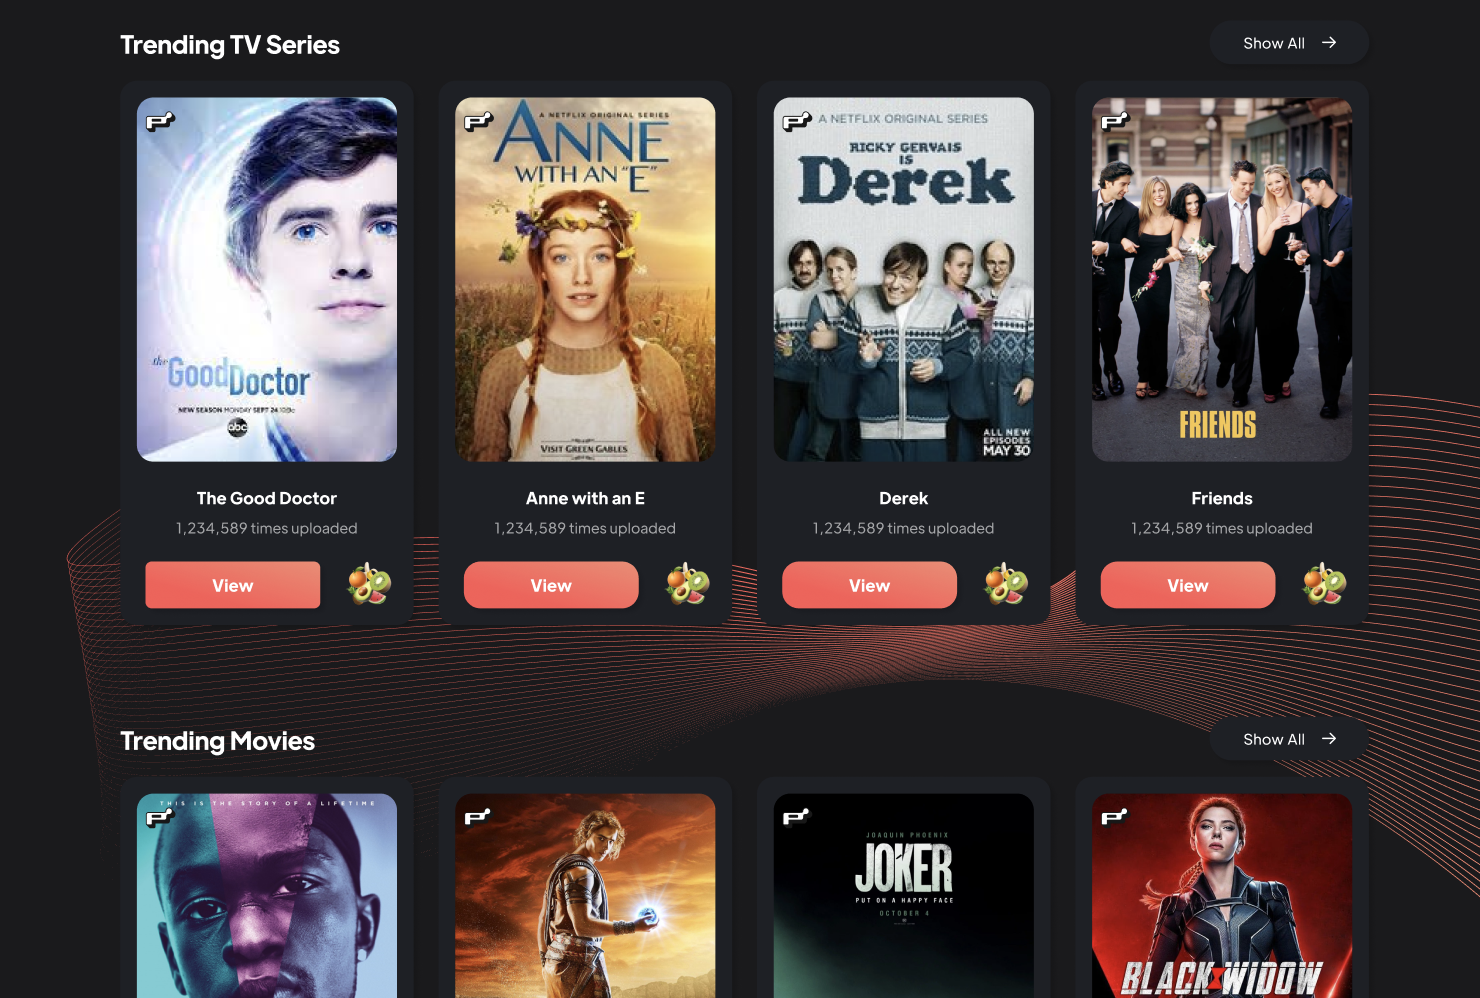 Trending TV Series
Show All
the
Good Doctor
NEW SEASON MONDAY SEPT 24 10|9c
abc
The Good Doctor
1,234,589 times uploaded
View
A NETFLIX ORIGINAL SERIES
ANNE
WITH AN "E"
VISIT GREEN GABLES
Anne with an E
1,234,589 times uploaded
View
A NETFLIX ORIGINAL SERIES
RICKY GERVAIS
IS
Derek
ALL NEW
EPISODES
MAY 30
Derek
1,234,589 times uploaded
View
FRIENDS
Friends
1,234,589 times uploaded
View
Trending Movies
Show All
THIS IS THE STORY OF A LIFETIME
JOAQUIN PHOENIX
JOKER
PUT ON A HAPPY FACE
OCTOBER 4
BLACK WIDOW